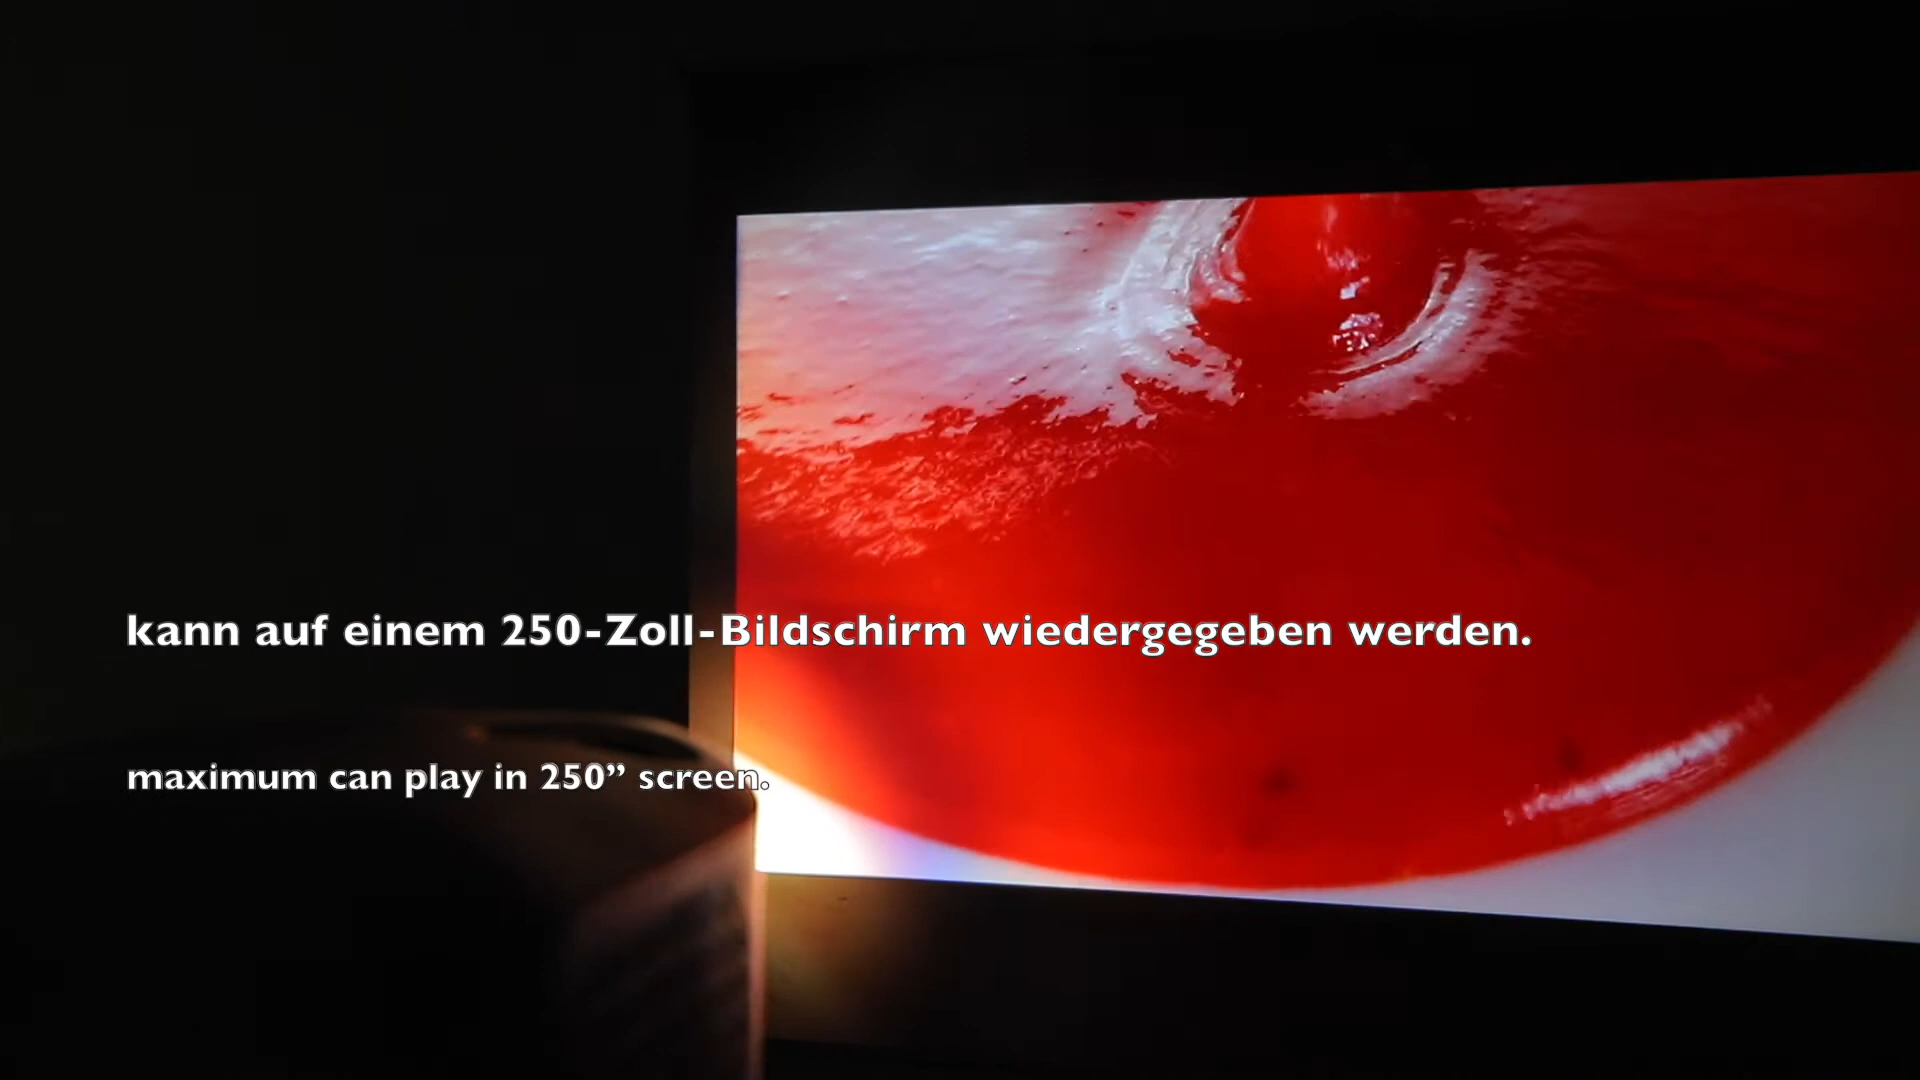 kann auf einem 250-Zoll-Bildschirm wiedergegeben werden.
maximum can play in 250” screen.